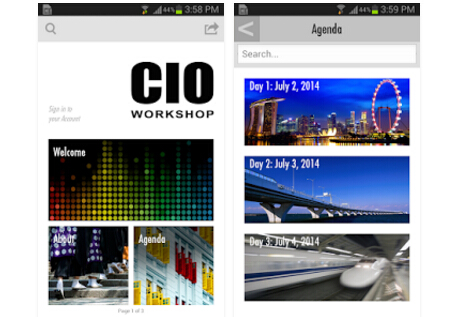 44% 3:58 PM
CIO
WORKSHOP
Sign in to
your Account
Welcome
About
Agenda
Page 1 of 2
44% 3:59 PM
Agenda
Search...
Day 1: July 2, 2014
Day 2: July 3, 2014
Day 3: July 4, 2014